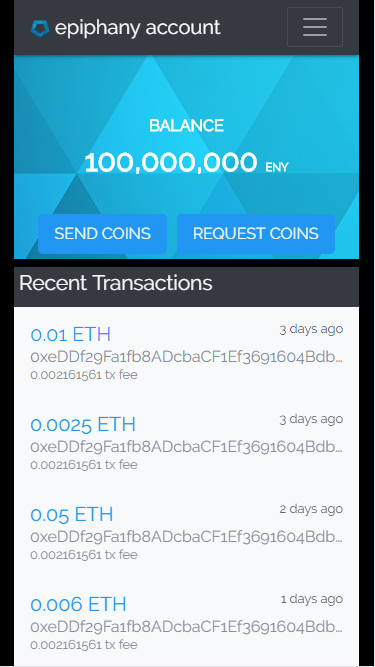 epiphany account
BALANCE
100,000,000 ENY
SEND COINS REQUEST COINS
Recent Transactions
0.01 ETH 3 days ago
0xeDDf29Fa1fb8ADcbaCF1Ef3691604Bdb...
0.002161561 tx fee
0.0025 ETH 3 days ago
0xeDDf29Fa1fb8ADcbaCF1Ef3691604Bdb...
0.002161561 tx fee
0.05 ETH 2 days ago
0xeDDf29Fa1fb8ADcbaCF1Ef3691604Bdb...
0.002161561 tx fee
0.006 ETH 1 days ago
0xeDDf29Fa1fb8ADcbaCF1Ef3691604Bdb...
0.002161561 tx fee